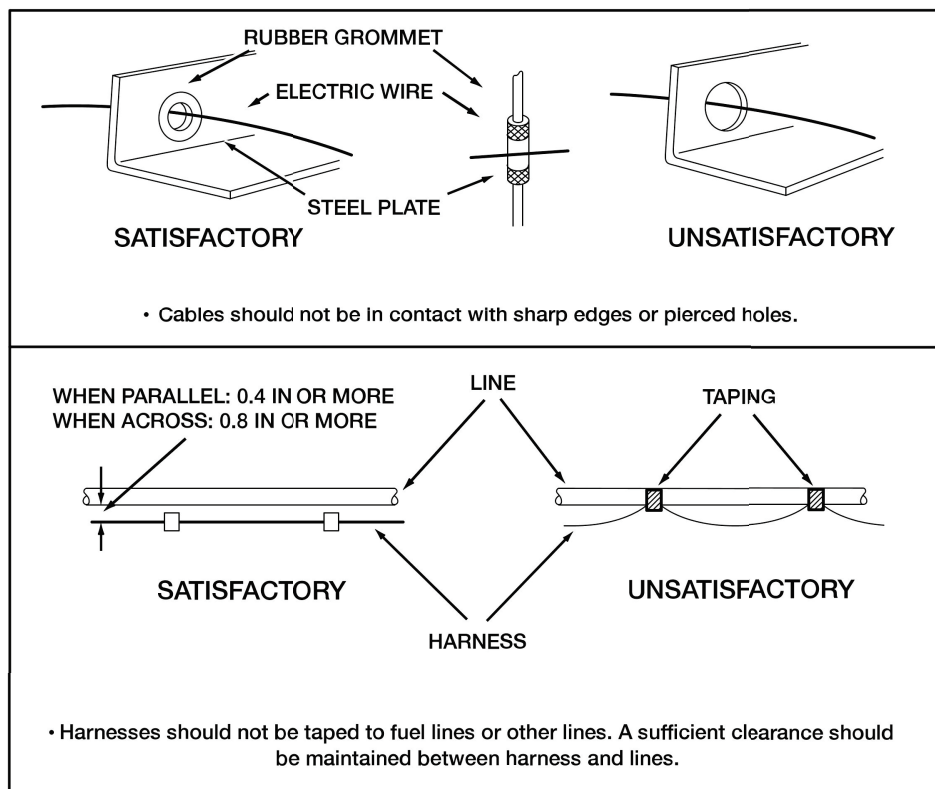 RUBBER GROMMET
ELECTRIC WIRE
STEEL PLATE
SATISFACTORY
UNSATISFACTORY
• Cables should not be in contact with sharp edges or pierced holes.
WHEN PARALLEL: 0.4 IN OR MORE
WHEN ACROSS: 0.8 IN OR MORE
LINE
TAPING
SATISFACTORY
UNSATISFACTORY
HARNESS
• Harnesses should not be taped to fuel lines or other lines. A sufficient clearance should
be maintained between harness and lines.